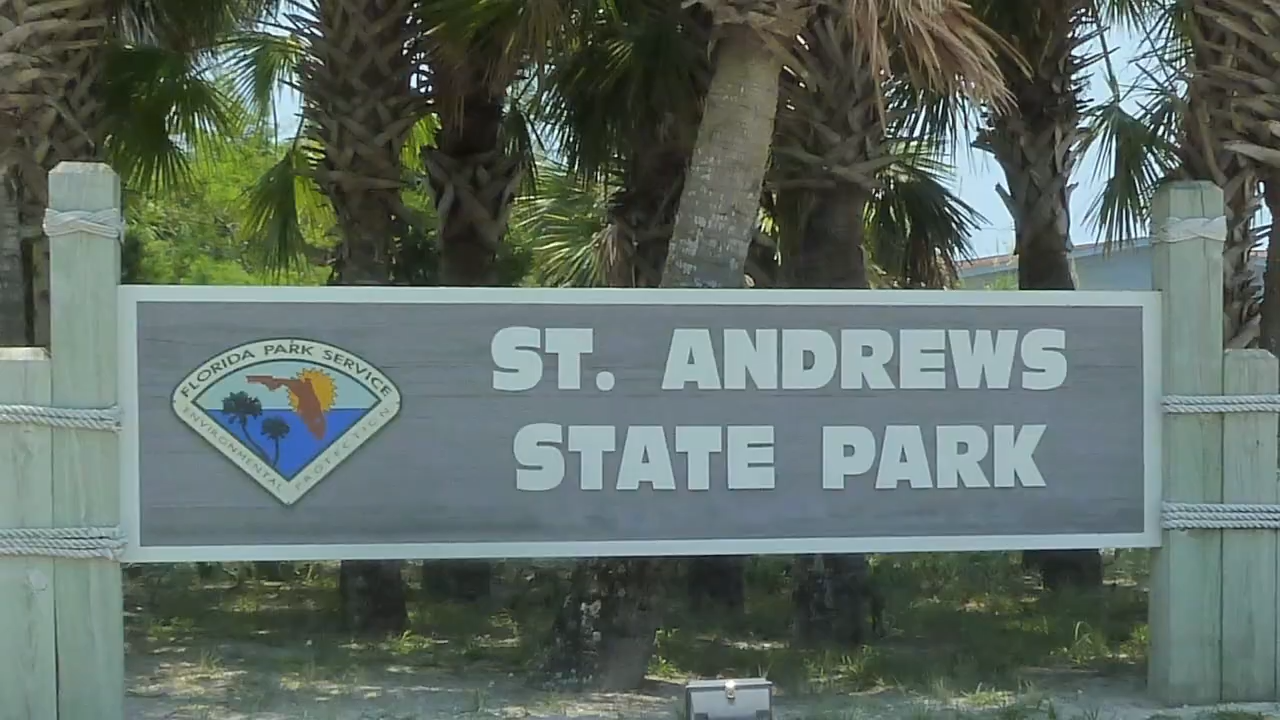 FLORIDA PARK SERVICE
ENVIRONMENTAL PROTECTION
ST. ANDREWS
STATE PARK